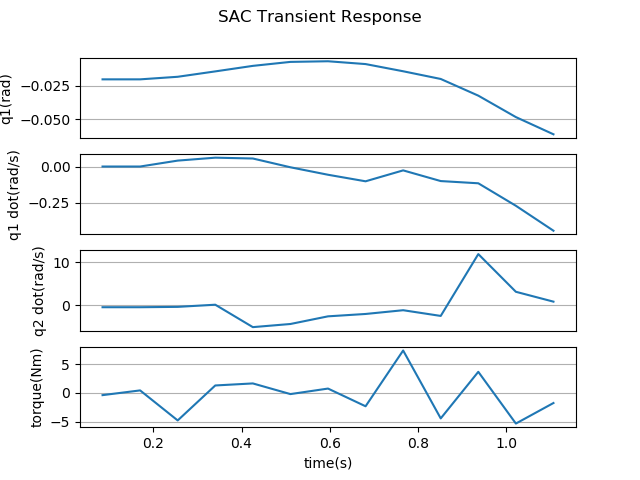 SAC Transient Response
q1(rad)
−0.025
−0.050
q1 dot(rad/s)
0.00
−0.25
q2 dot(rad/s)
10
0
torque(Nm)
5
0
−5
0.2 0.4 0.6 0.8 1.0
time(s)